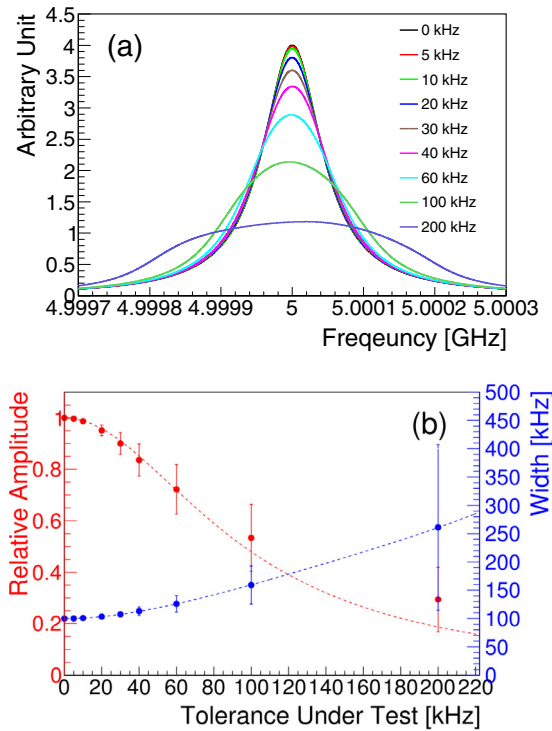 (a)
Arbitrary Unit
4.5
4
3.5
3
2.5
2
1.5
1
0.5
0
0 kHz
5 kHz
10 kHz
20 kHz
30 kHz
40 kHz
60 kHz
100 kHz
200 kHz
4.9997 4.9998 4.9999 5 5.0001 5.0002 5.0003
Freqeuncy [GHz]
(b)
Relative Amplitude
1
0.8
0.6
0.4
0.2
0
500
450
400
350
300
250
200
150
100
50
0
Width [kHz]
0 20 40 60 80 100 120 140 160 180 200 220
Tolerance Under Test [kHz]